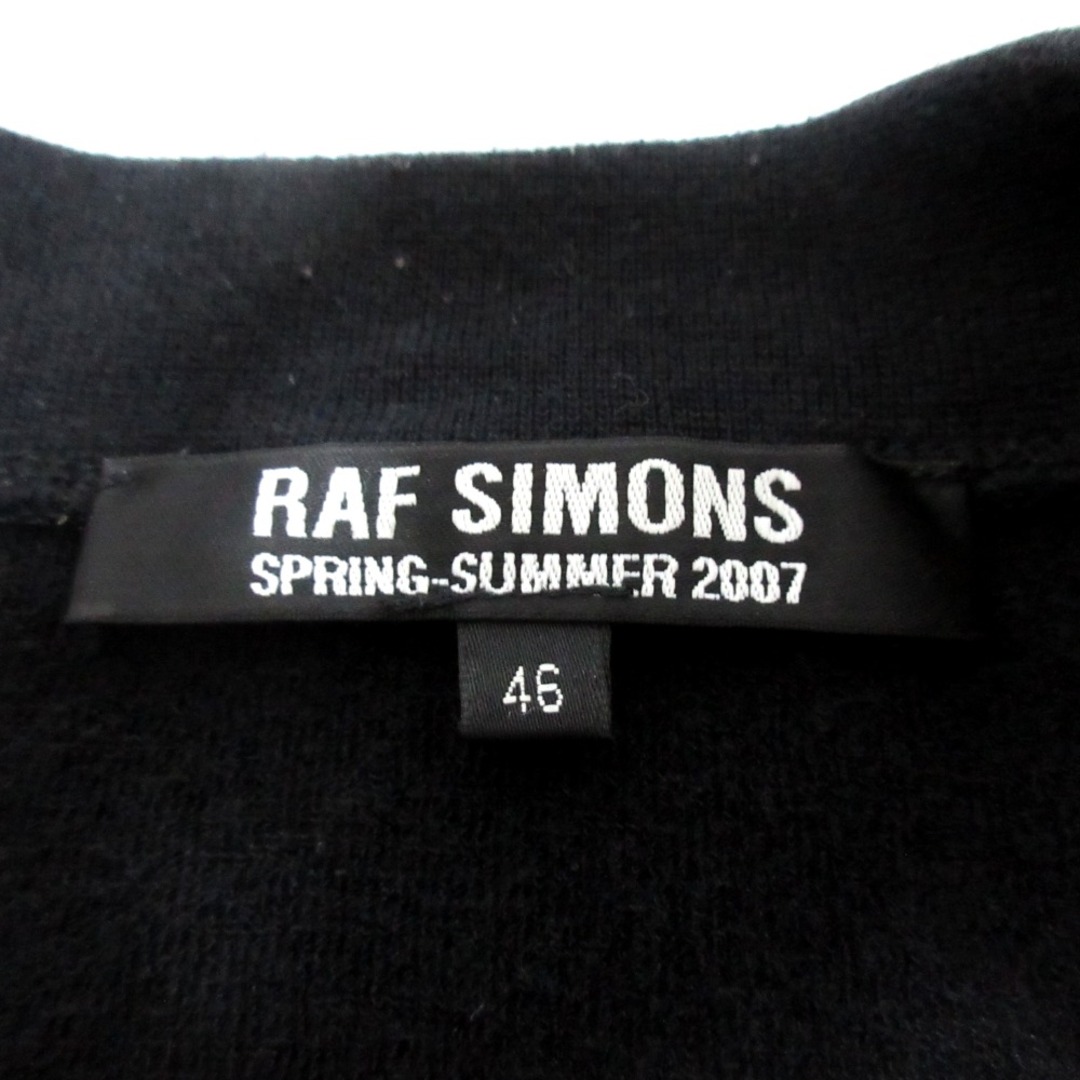 RAF SIMONS
SPRING-SUMMER 2007
46